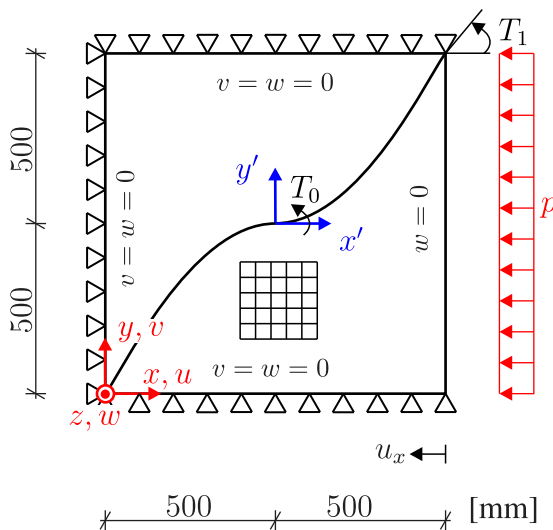 T₁
v = w = 0
500
y′
T₀
x′
v = w = 0
w = 0
p
500
y, v
x, u
v = w = 0
z, w
uₓ
500
500
[mm]